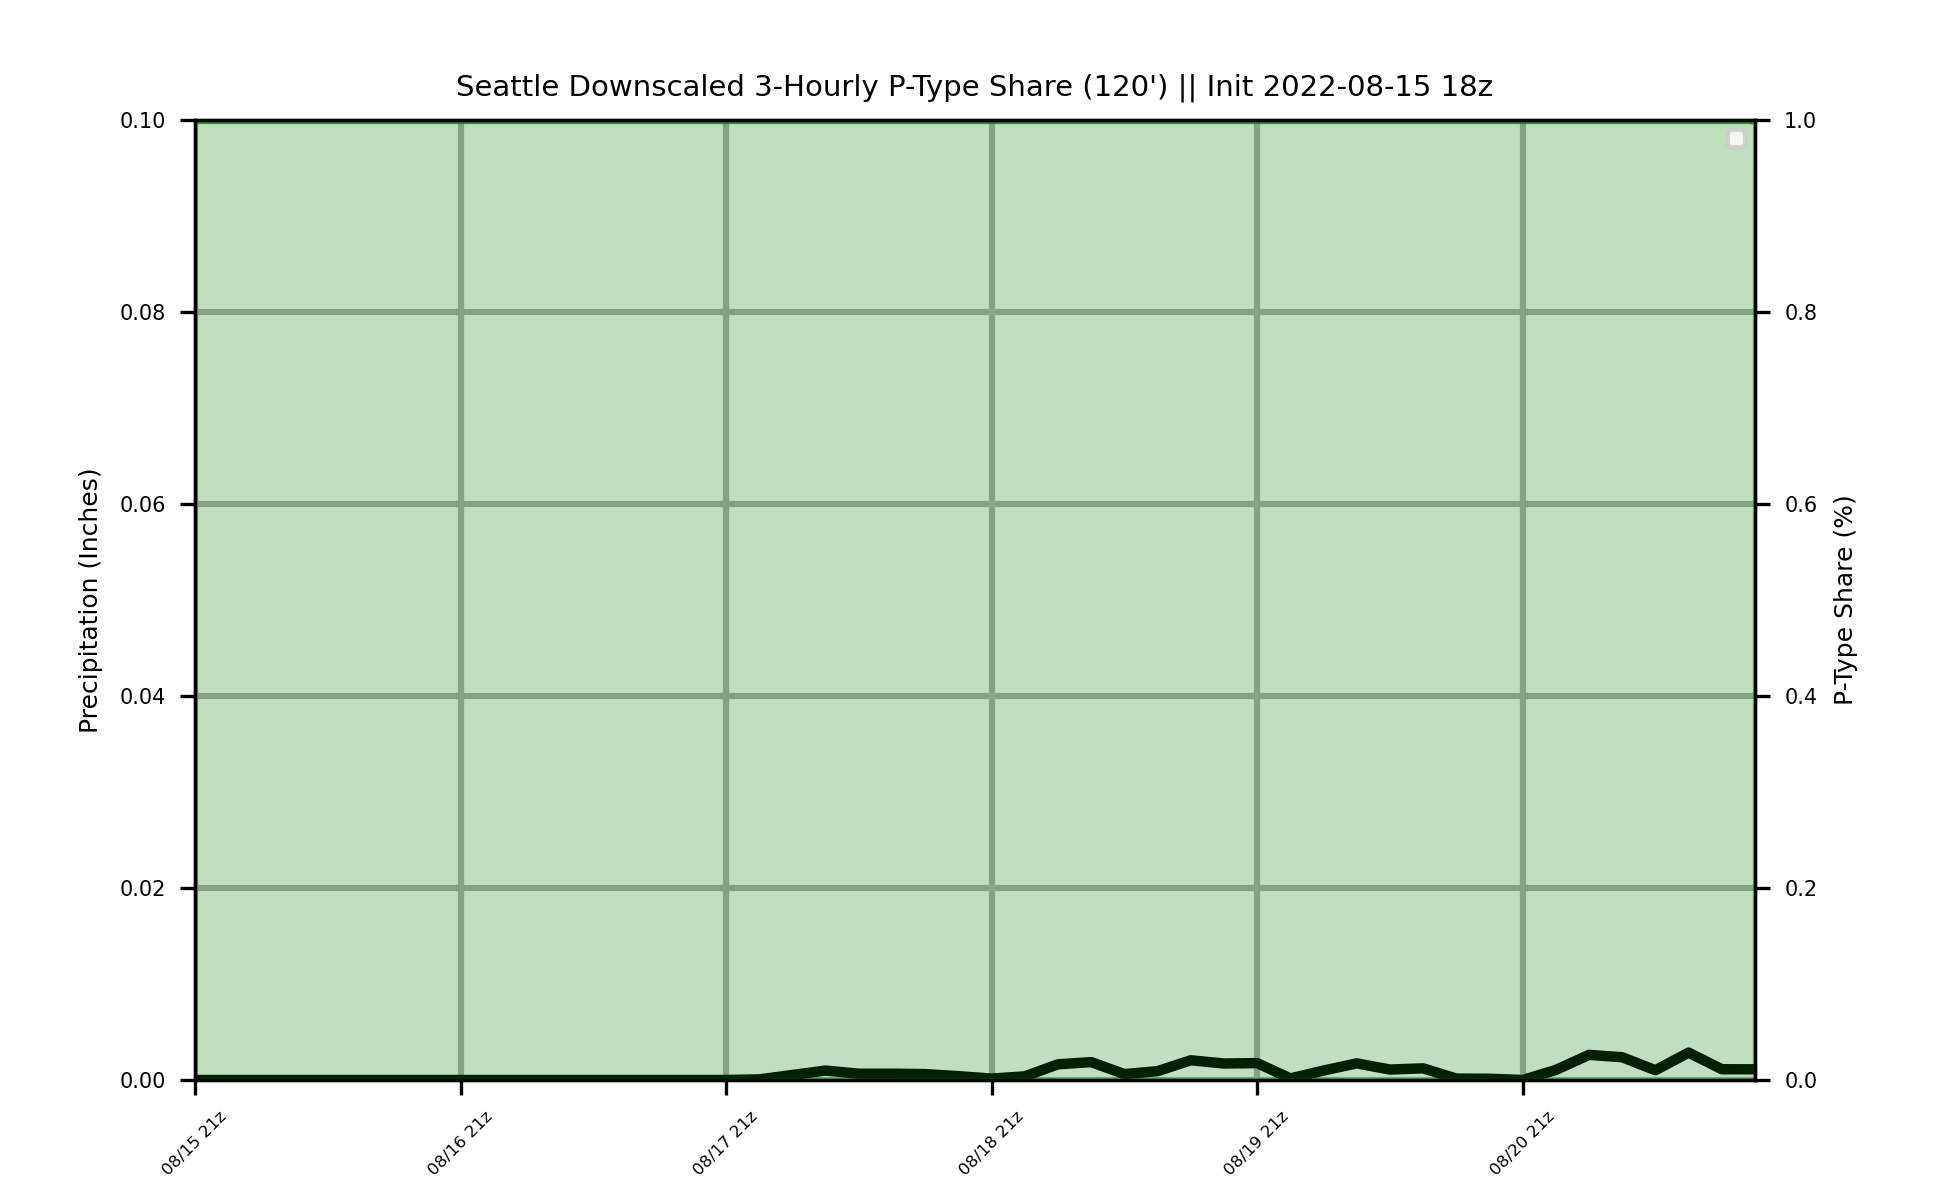 Seattle Downscaled 3-Hourly P-Type Share (120') || Init 2022-08-15 18z
Precipitation (Inches)
0.10
0.08
0.06
0.04
0.02
0.00
1.0
0.8
0.6
0.4
0.2
0.0
P-Type Share (%)
08/15 21z
08/16 21z
08/17 21z
08/18 21z
08/19 21z
08/20 21z